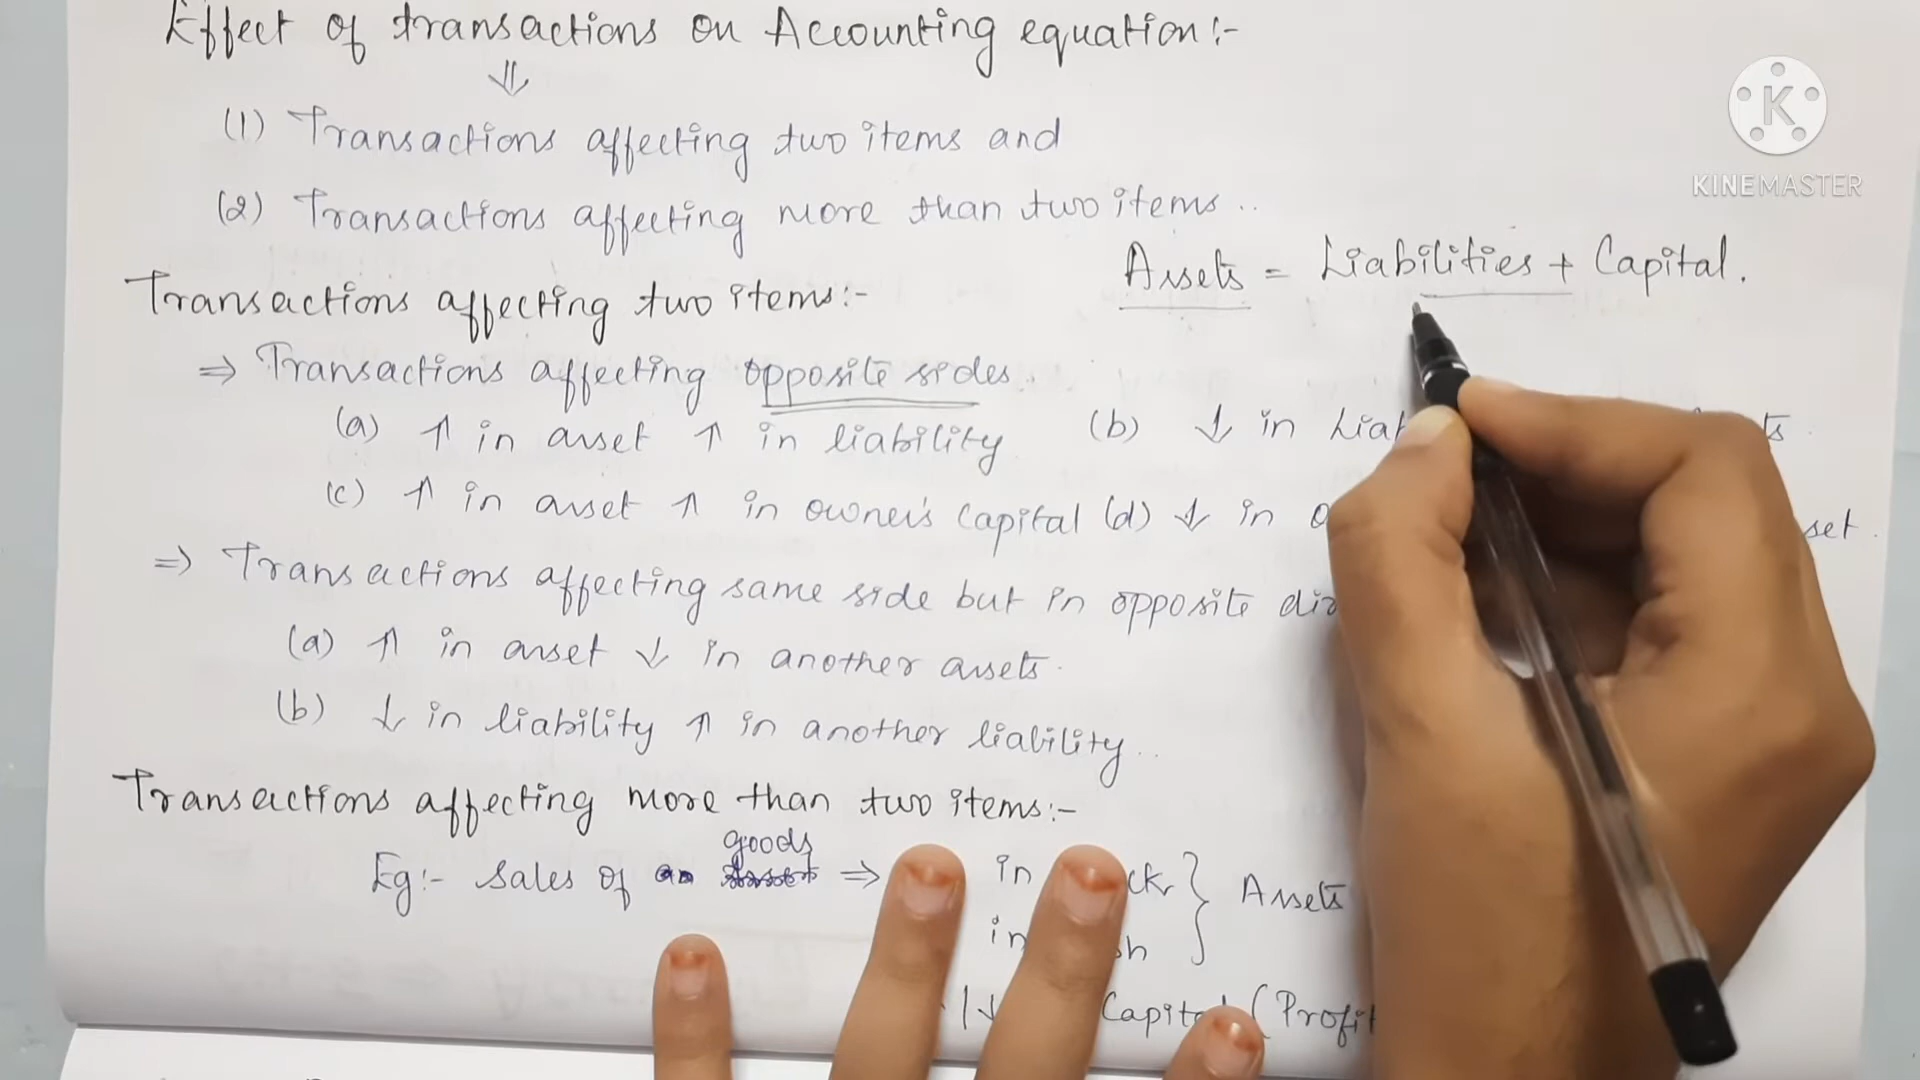 Effect of transactions on Accounting equation:-
⇓
(1) Transactions affecting two items and
(2) Transactions affecting more than two items..
Assets = Liabilities + Capital.
Transactions affecting two items:-
⇒ Transactions affecting opposite sides.
(a) ↑ in asset ↑ in liability (b) ↓ in
(c) ↑ in asset ↑ in owner's capital (d) ↓ in
⇒ Transactions affecting same side but in opposite
(a) ↑ in asset ↓ in another assets.
(b) ↓ in liability ↑ in another liability..
Transactions affecting more than two items:-
goods
Eg:- Sales of ⇒ in } Assets
in
Capital (Profit
KINEMASTER